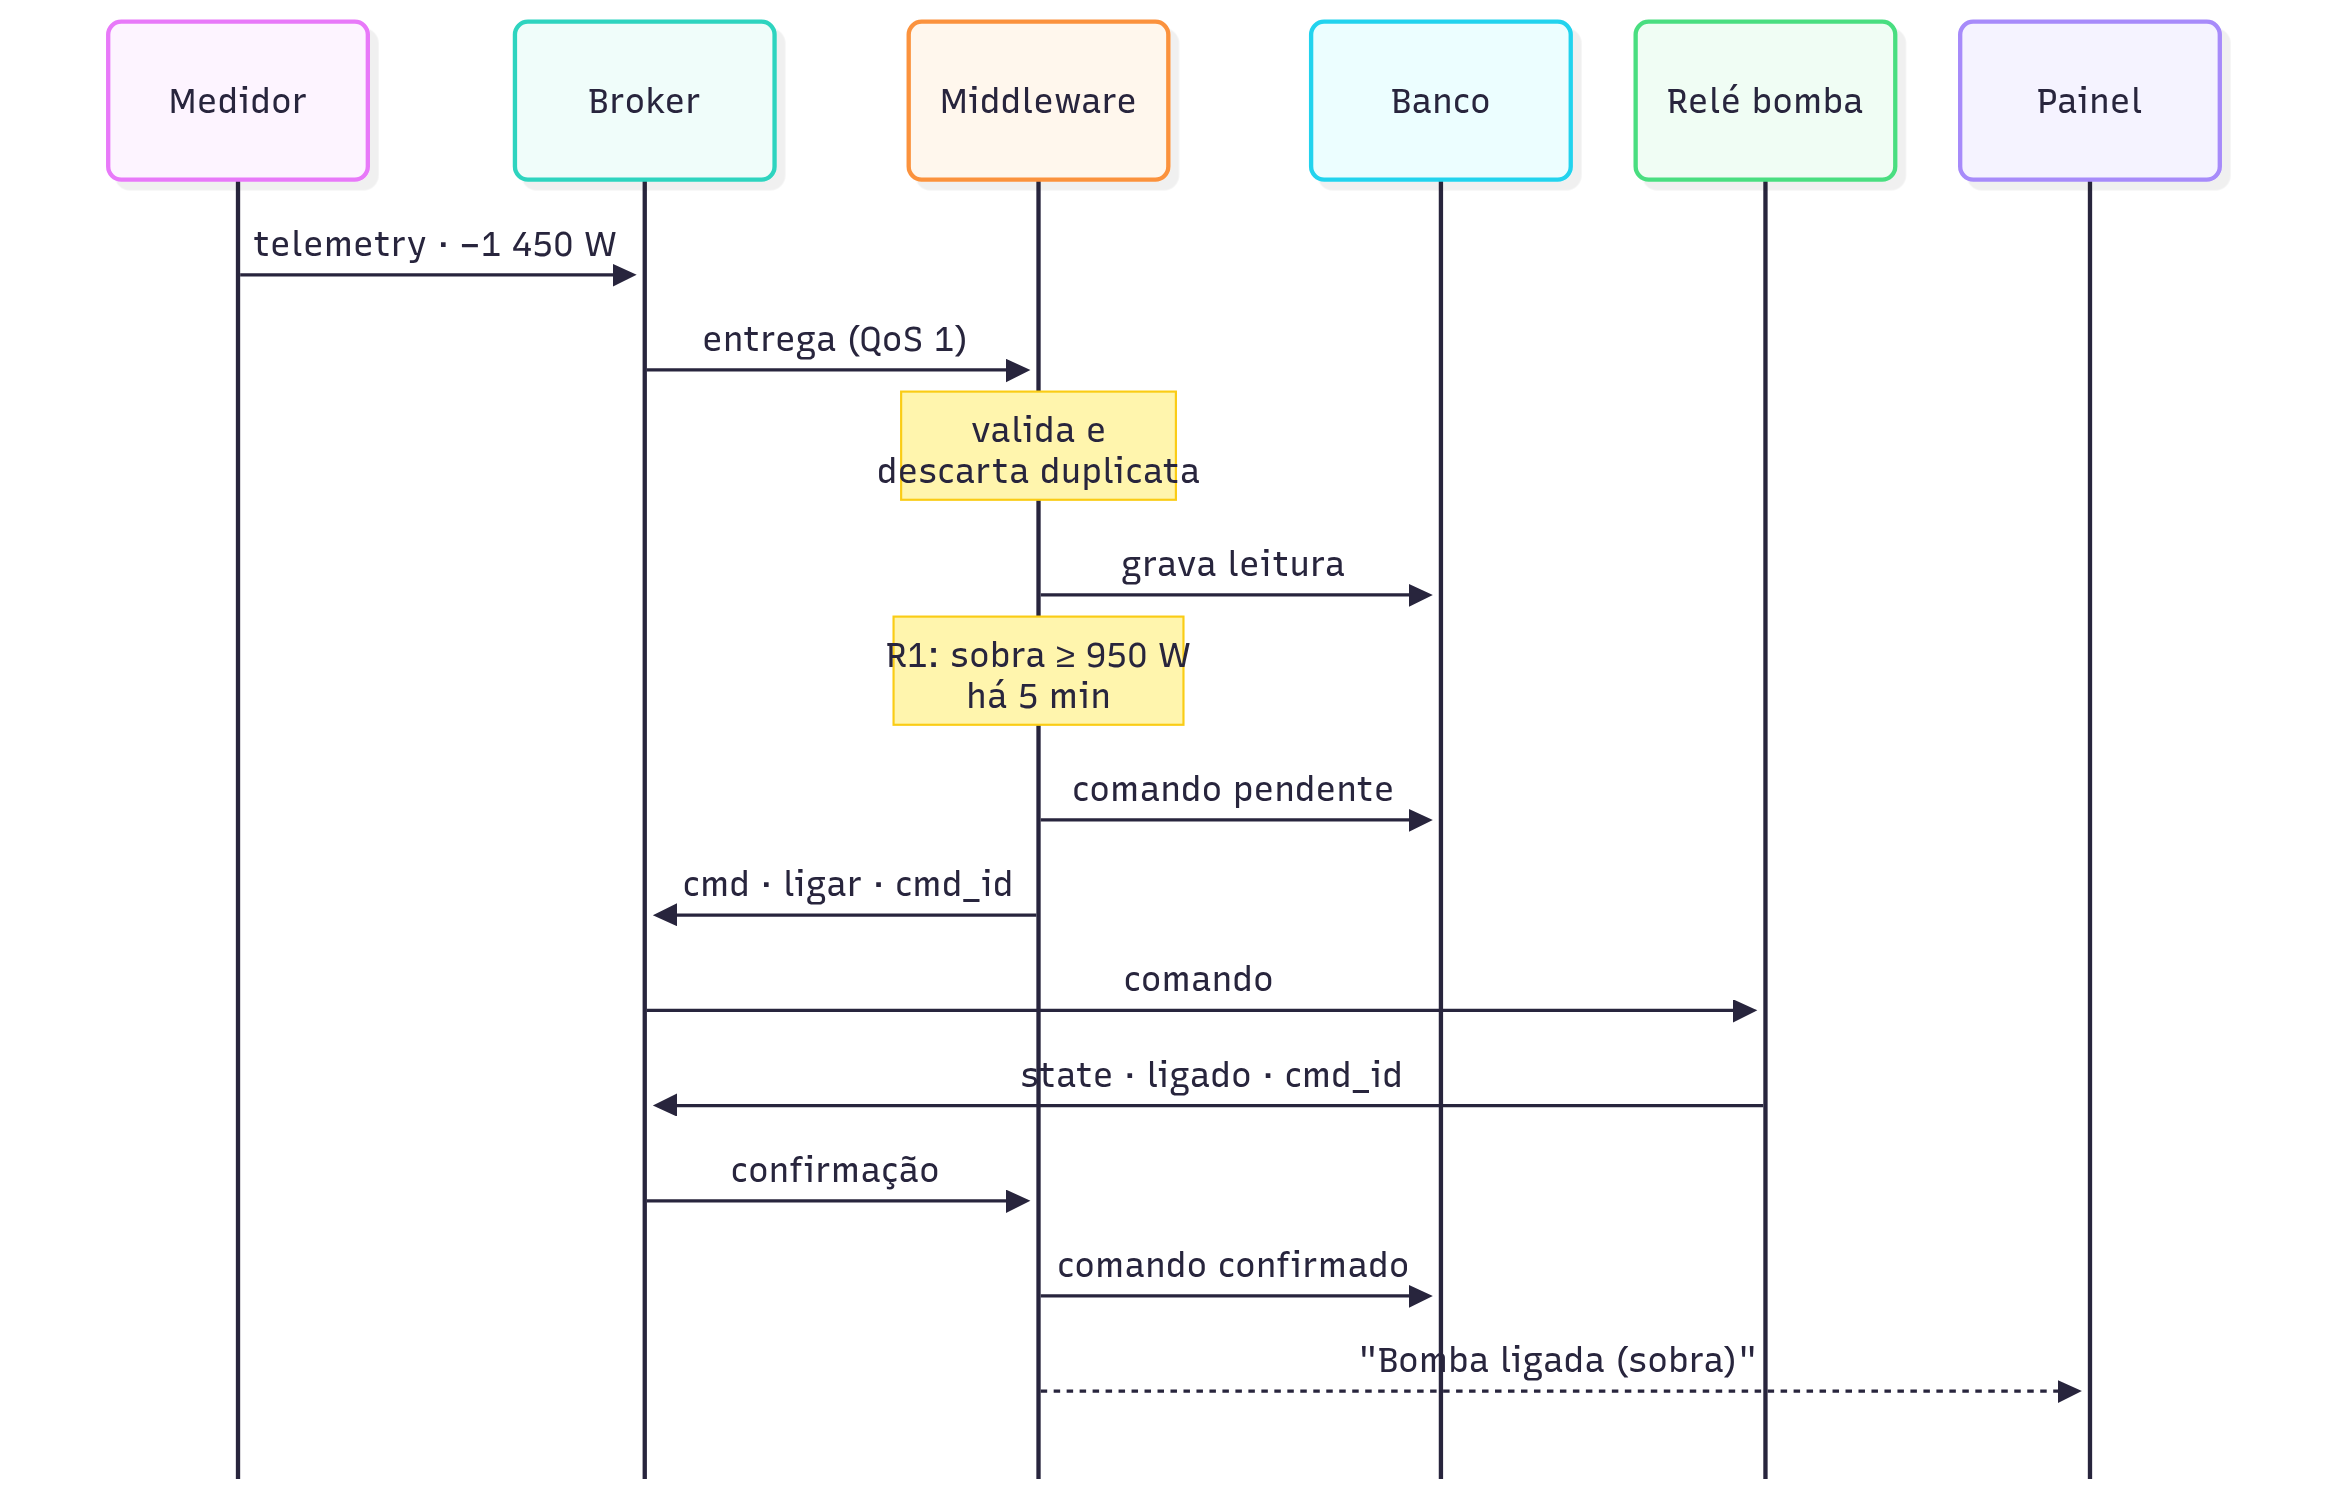 Medidor
Broker
Middleware
Banco
Relé bomba
Painel
telemetry · −1 450 W
entrega (QoS 1)
valida e
descarta duplicata
grava leitura
R1: sobra ≥ 950 W
há 5 min
comando pendente
cmd · ligar · cmd_id
comando
state · ligado · cmd_id
confirmação
comando confirmado
"Bomba ligada (sobra)"